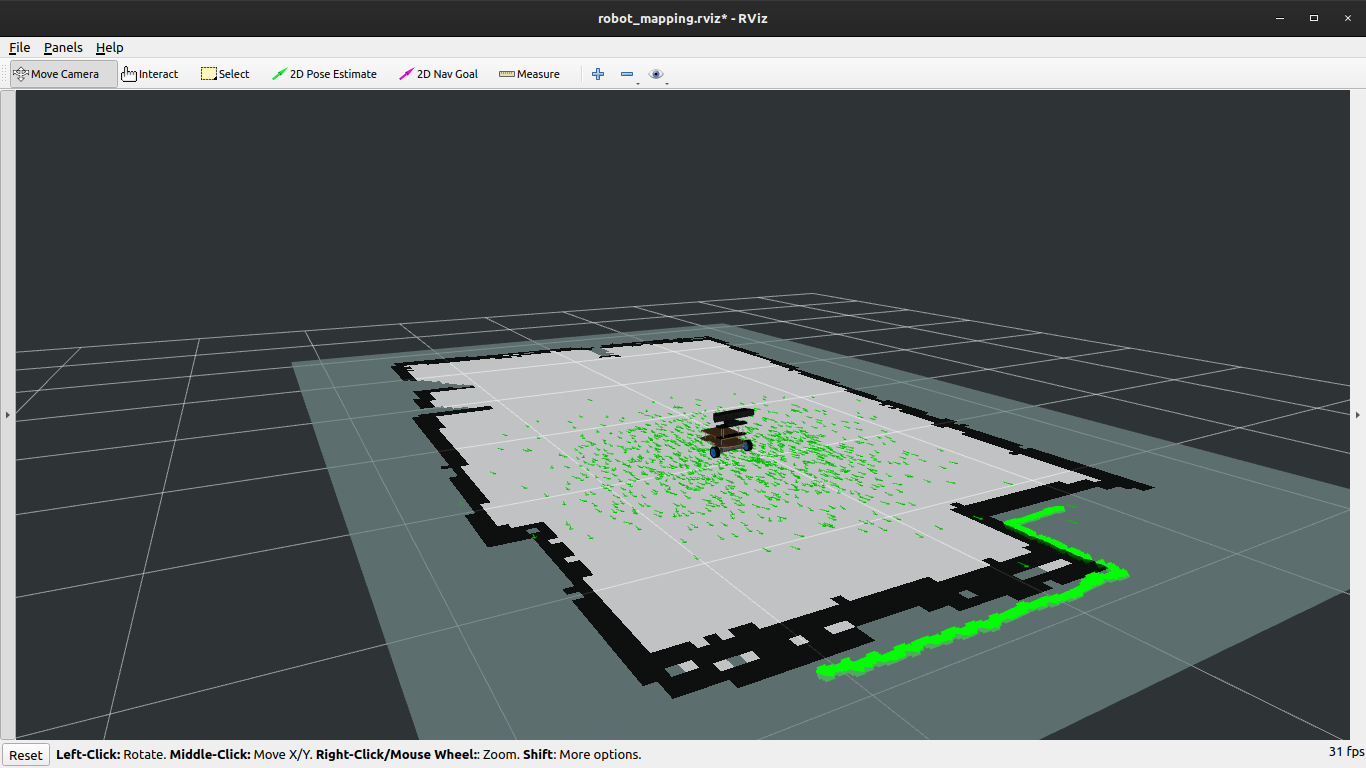 robot_mapping.rviz* - RViz
File Panels Help
Move Camera Interact Select 2D Pose Estimate 2D Nav Goal Measure
Reset Left-Click: Rotate. Middle-Click: Move X/Y. Right-Click/Mouse Wheel:: Zoom. Shift: More options. 31 fps